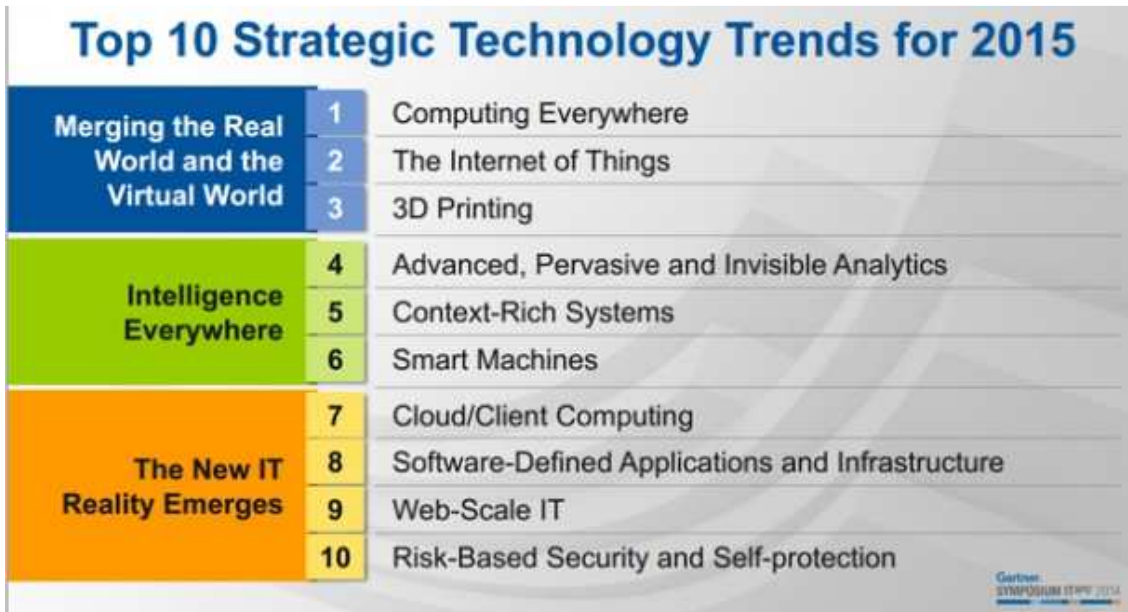 Top 10 Strategic Technology Trends for 2015
Merging the Real
World and the
Virtual World
1 Computing Everywhere
2 The Internet of Things
3 3D Printing
Intelligence
Everywhere
4 Advanced, Pervasive and Invisible Analytics
5 Context-Rich Systems
6 Smart Machines
The New IT
Reality Emerges
7 Cloud/Client Computing
8 Software-Defined Applications and Infrastructure
9 Web-Scale IT
10 Risk-Based Security and Self-protection
Gartner
SYMPOSIUM 2014